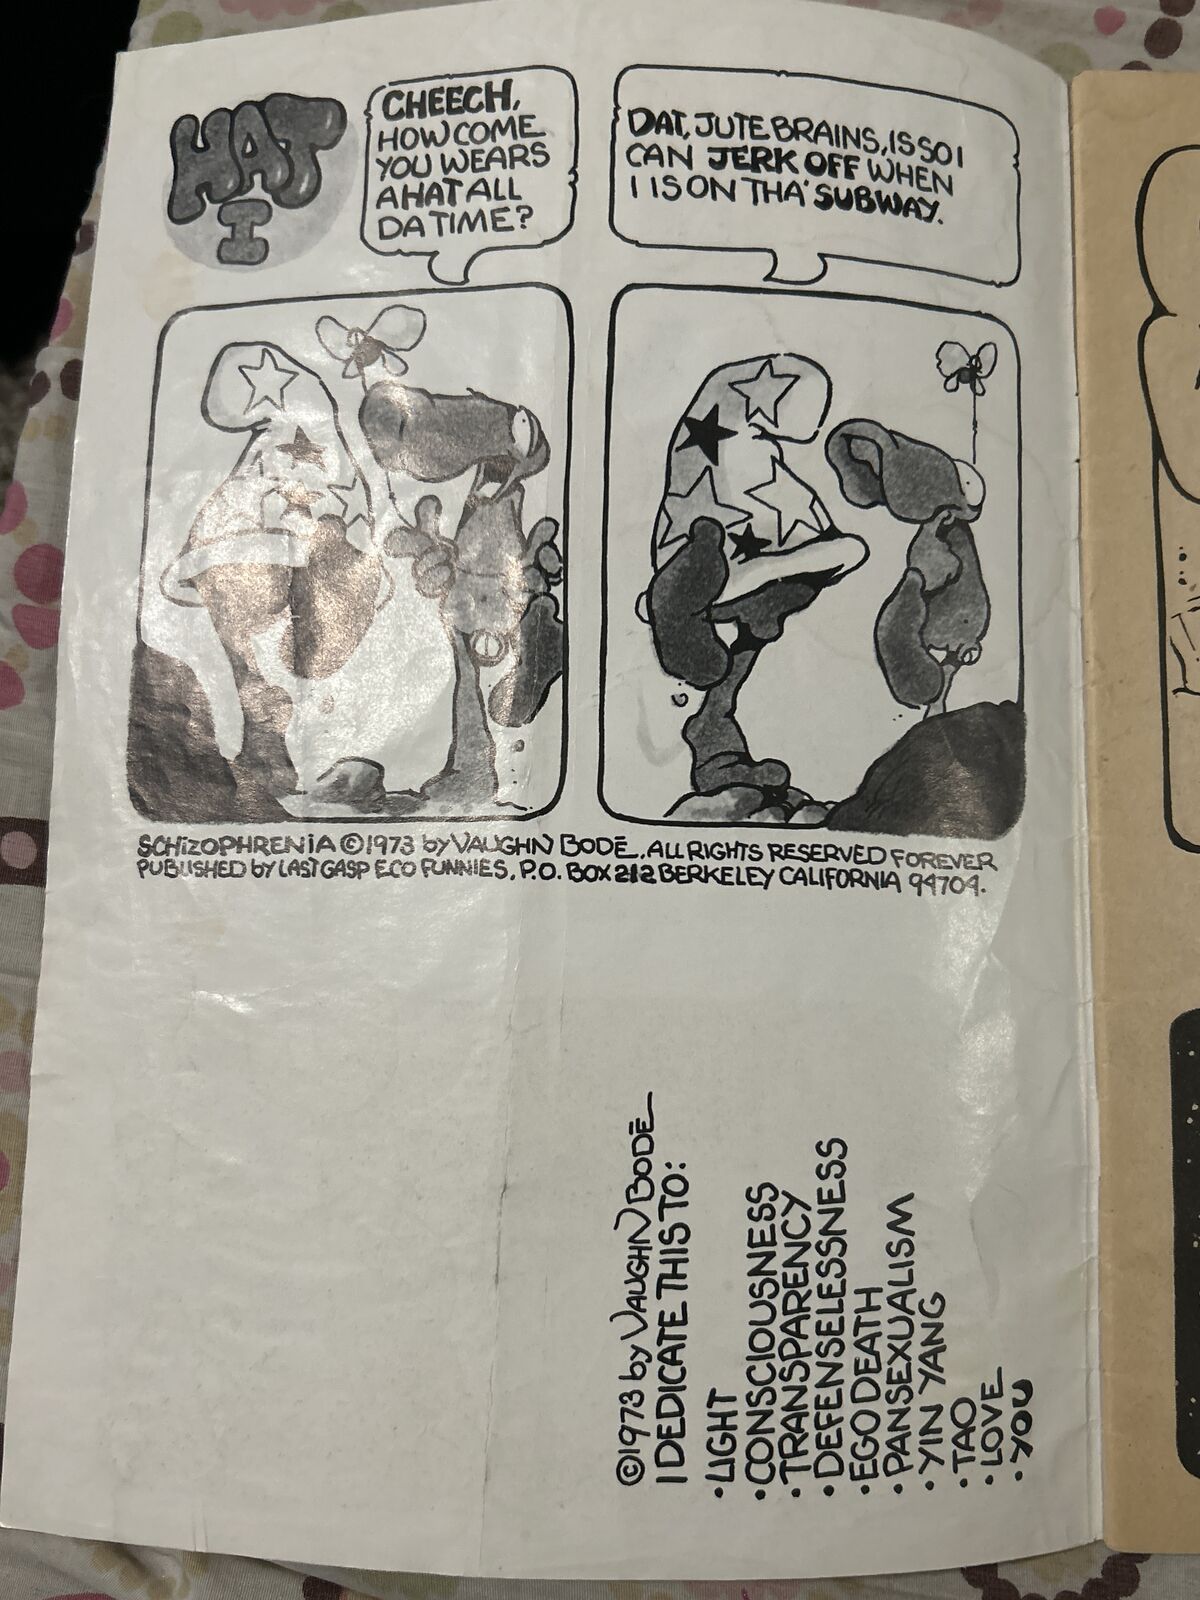 HAT
I
CHEECH,
HOW COME
YOU WEARS
A HAT ALL
DA TIME?
DAT, JUTE BRAINS, IS SO I
CAN JERK OFF WHEN
I IS ON THA' SUBWAY.
SCHIZOPHRENIA ©1973 by VAUGHN BODĒ. ALL RIGHTS RESERVED FOREVER
PUBLISHED by LAST GASP ECO FUNNIES, P.O. BOX 212 BERKELEY CALIFORNIA 94704.
©1973 by VAUGHN BODĒ
I DEDICATE THIS TO:
• LIGHT
• CONSCIOUSNESS
• TRANSPARENCY
• DEFENSELESSNESS
• EGO DEATH
• PANSEXUALISM
• YIN YANG
• TAO
• LOVE
• YOU